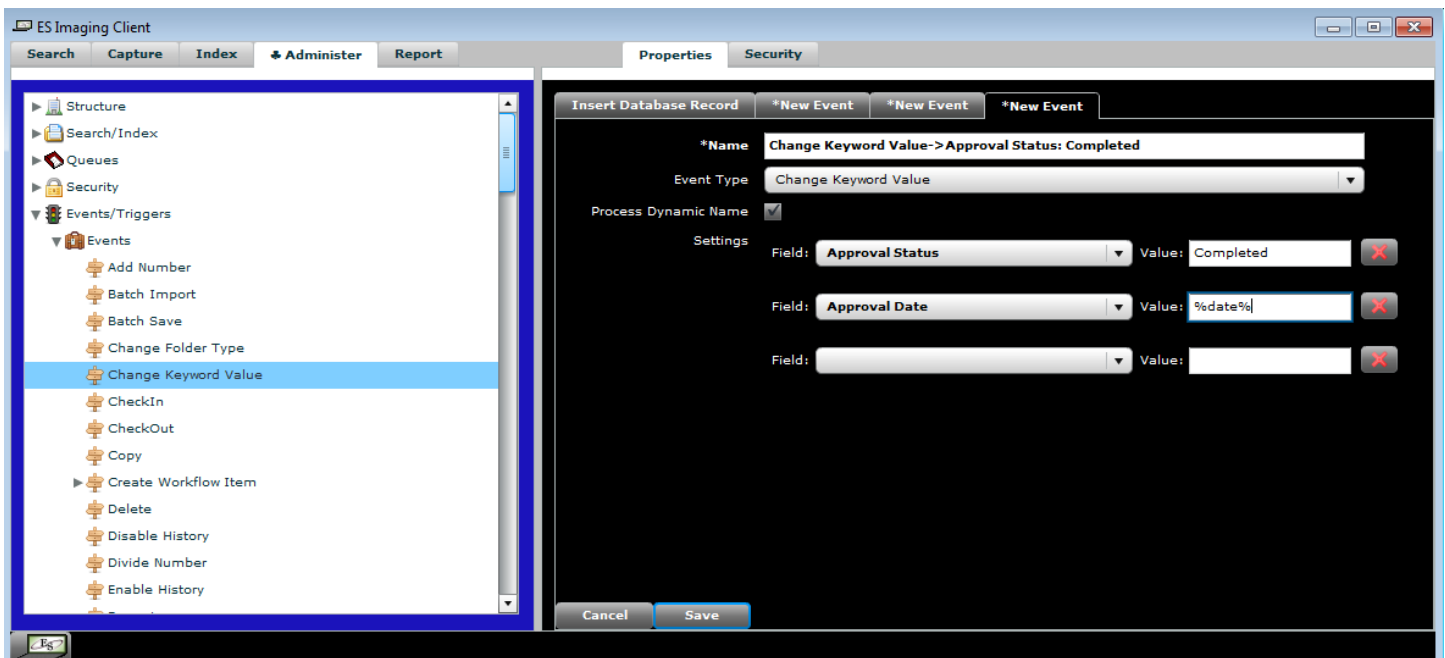 ES Imaging Client
Search Capture Index Administer Report Properties Security
Structure
Search/Index
Queues
Security
Events/Triggers
Events
Add Number
Batch Import
Batch Save
Change Folder Type
Change Keyword Value
CheckIn
CheckOut
Copy
Create Workflow Item
Delete
Disable History
Divide Number
Enable History
Insert Database Record *New Event *New Event *New Event
*Name Change Keyword Value->Approval Status: Completed
Event Type Change Keyword Value
Process Dynamic Name
Settings
Field: Approval Status Value: Completed
Field: Approval Date Value: %date%
Field: Value:
Cancel Save
ES